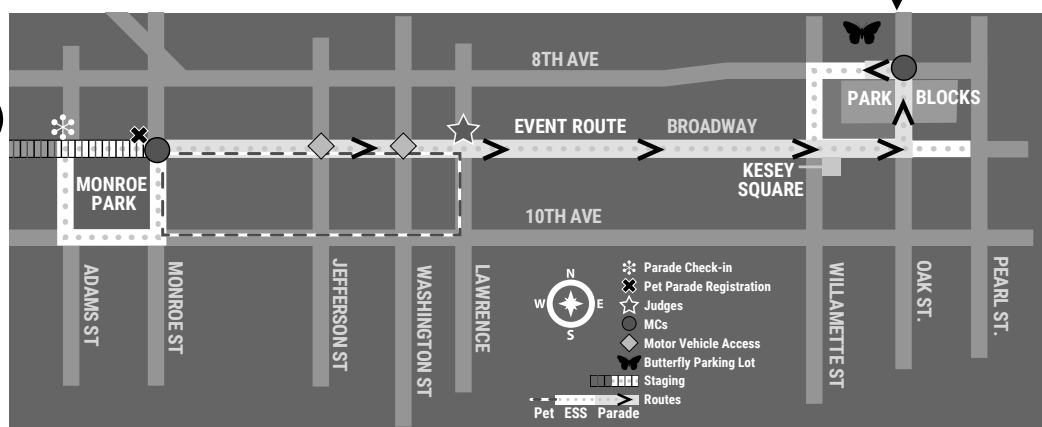 8TH AVE
PARK BLOCKS
EVENT ROUTE BROADWAY
KESEY
SQUARE
MONROE
PARK
10TH AVE
ADAMS ST
MONROE ST
JEFFERSON ST
WASHINGTON ST
LAWRENCE
WILLAMETTE ST
OAK ST.
PEARL ST.
N
W E
S
Parade Check-in
Pet Parade Registration
Judges
MCs
Motor Vehicle Access
Butterfly Parking Lot
Staging
Routes
Pet ESS Parade